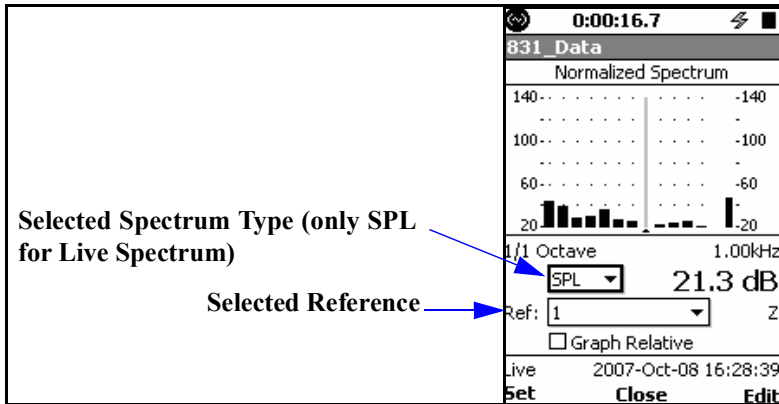 0:00:16.7
831_Data
Normalized Spectrum
140 -140
100 -100
60 -60
20 -20
1/1 Octave 1.00kHz
Selected Spectrum Type (only SPL
for Live Spectrum)
SPL 21.3 dB
Selected Reference
Ref: 1 Z
Graph Relative
Live 2007-Oct-08 16:28:39
Set Close Edit